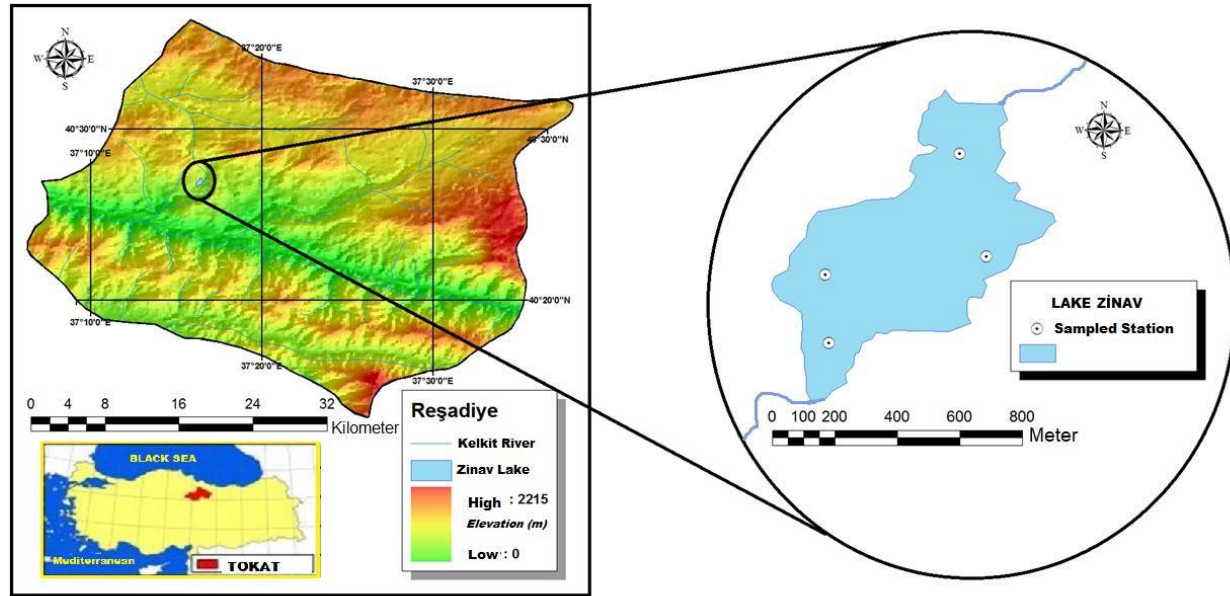 N
W E
S
37°20'0"E
37°30'0"E
40°30'0"N
40°30'0"N
37°10'0"E
40°20'0"N
37°10'0"E
37°20'0"E
37°30'0"E
0 4 8 16 24 32
Kilometer
BLACK SEA
Mediterranean
TOKAT
Reşadiye
Kelkit River
Zinav Lake
High : 2215
Elevation (m)
Low : 0
N
W E
S
LAKE ZİNAV
Sampled Station
0 100 200 400 600 800
Meter